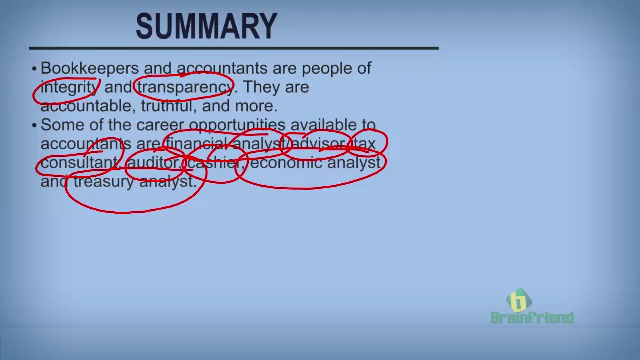 SUMMARY
• Bookkeepers and accountants are people of
integrity and transparency. They are
accountable, truthful, and more.
• Some of the career opportunities available to
accountants are financial analyst/advisor, tax
consultant, auditor, cashier, economic analyst
and treasury analyst.
BrainFriend